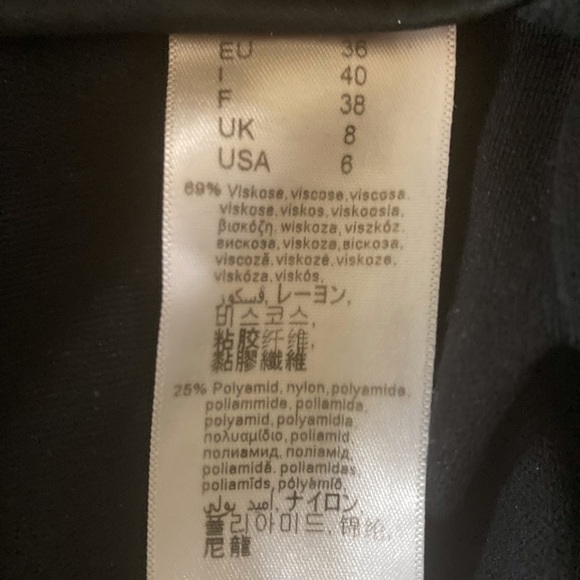 EU 36
I 40
F 38
UK 8
USA 6
69% Viskose, viscose, viscosa,
viskose, viskos, viskoosia,
βισκόζη, wiskoza, viszkóz,
вискоза, viskoza, віскоза,
viscoză, viskozė, viskoze,
viskóza, viskós,
فسكوز, レーヨン,
비스코스,
粘胶纤维,
黏膠纖維
25% Polyamid, nylon, polyamide,
poliammide, poliamida,
polyamid, polyamidia
πολυαμίδιο, poliamid,
полиамид, поліамід,
poliamidă, poliamidas
poliamīds, pólýamíð,
بولي أميد, ナイロン,
폴리아미드, 锦纶,
尼龍